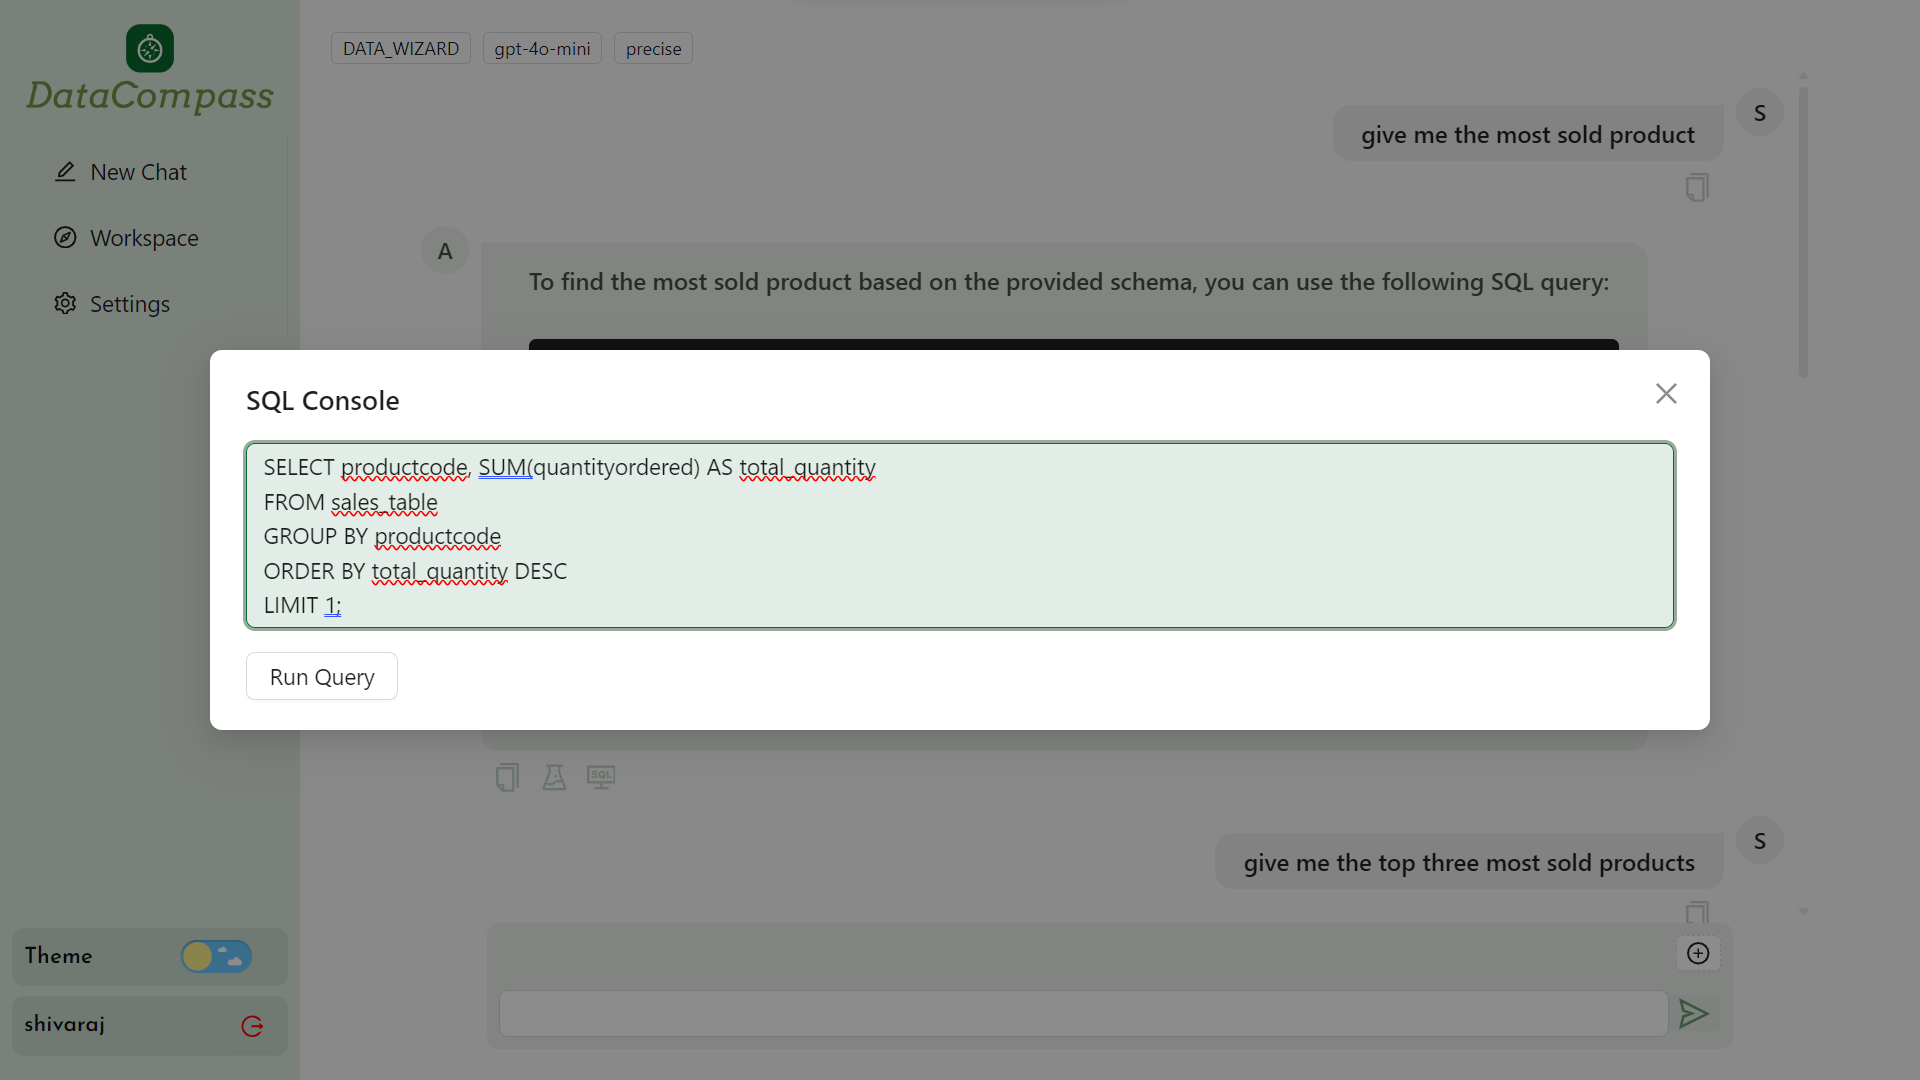 DataCompass
New Chat
Workspace
Settings
Theme
shivaraj
DATA_WIZARD
gpt-4o-mini
precise
S
give me the most sold product
A
To find the most sold product based on the provided schema, you can use the following SQL query:
SQL Console
SELECT productcode, SUM(quantityordered) AS total_quantity
FROM sales_table
GROUP BY productcode
ORDER BY total_quantity DESC
LIMIT 1;
Run Query
SQL
S
give me the top three most sold products